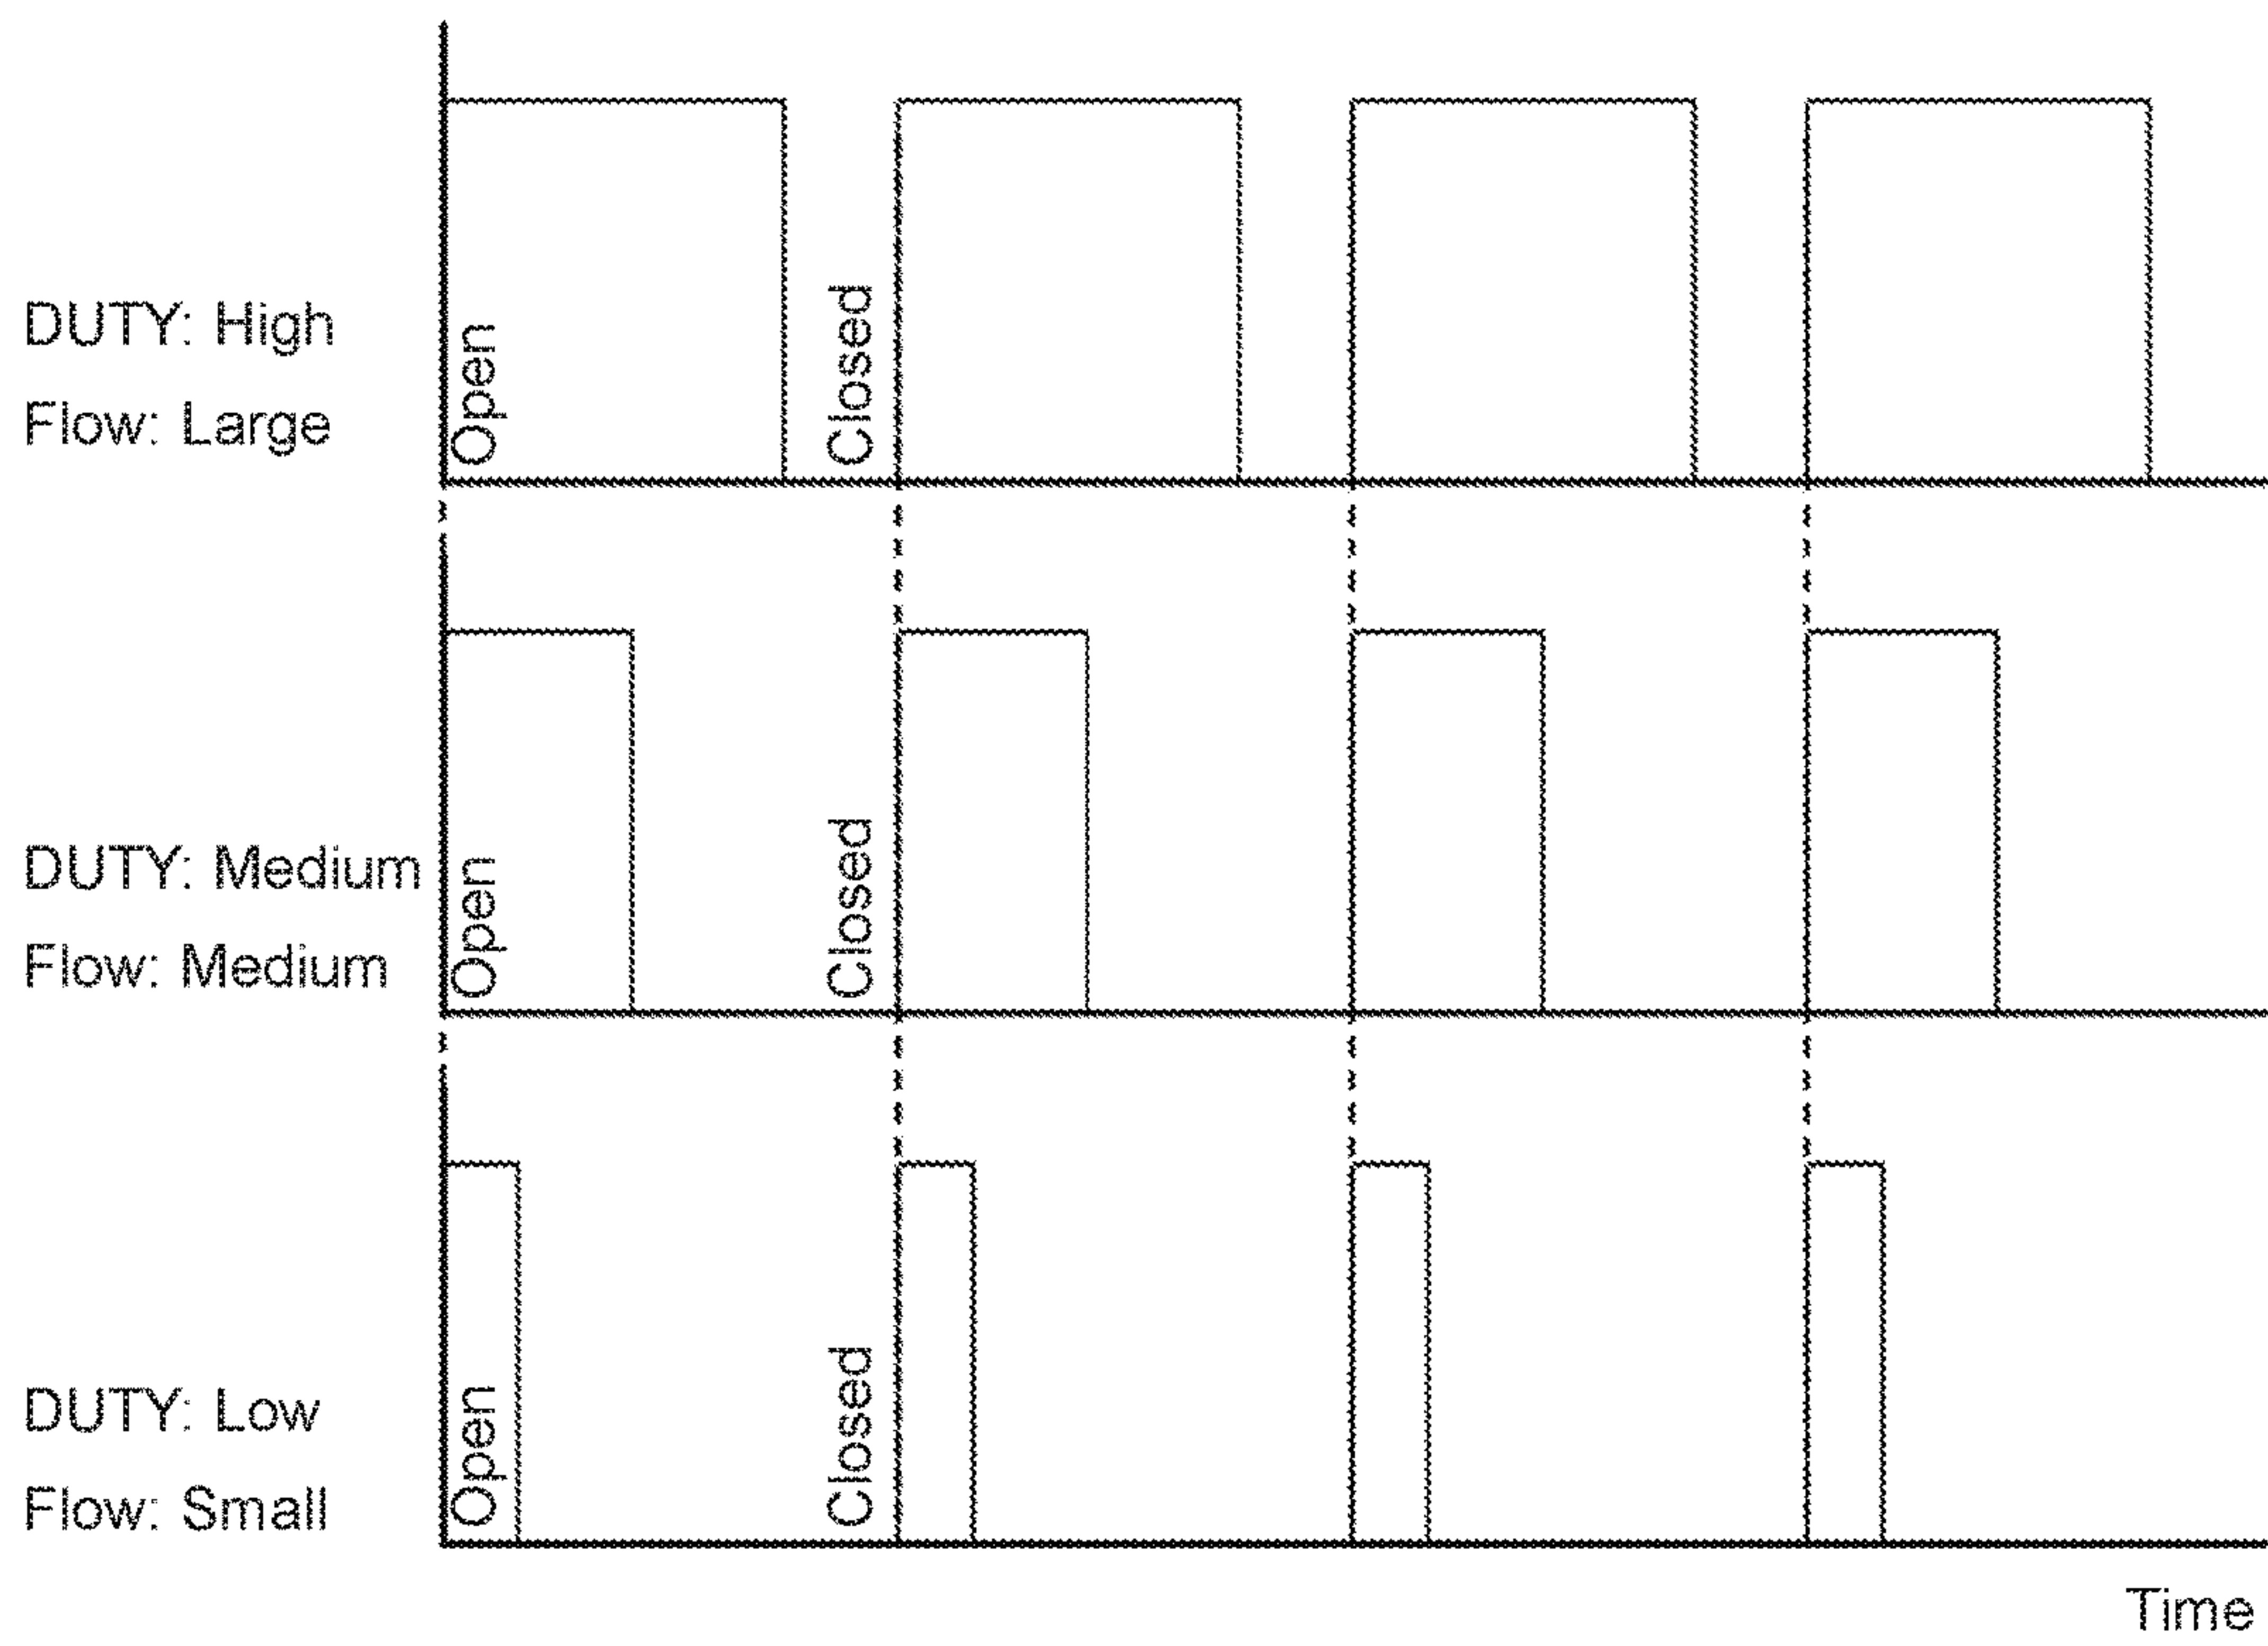 DUTY: High
Flow: Large
Open
Closed
DUTY: Medium
Flow: Medium
Open
Closed
DUTY: Low
Flow: Small
Open
Closed
Time